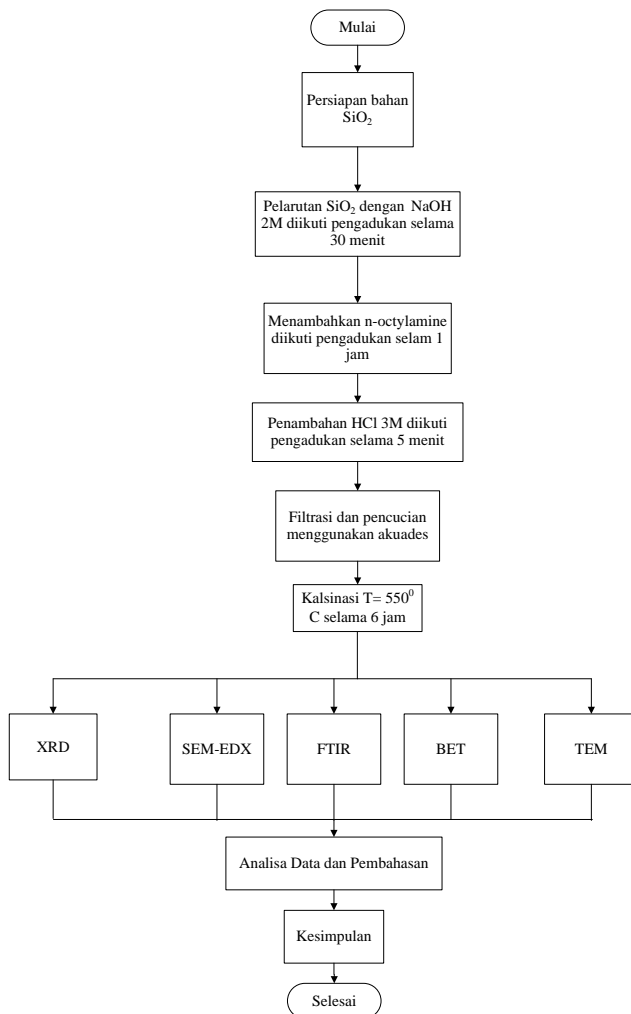 Mulai
Persiapan bahan
SiO₂
Pelarutan SiO₂ dengan NaOH
2M diikuti pengadukan selama
30 menit
Menambahkan n-octylamine
diikuti pengadukan selam 1
jam
Penambahan HCl 3M diikuti
pengadukan selama 5 menit
Filtrasi dan pencucian
menggunakan akuades
Kalsinasi T= 550⁰
C selama 6 jam
XRD
SEM-EDX
FTIR
BET
TEM
Analisa Data dan Pembahasan
Kesimpulan
Selesai